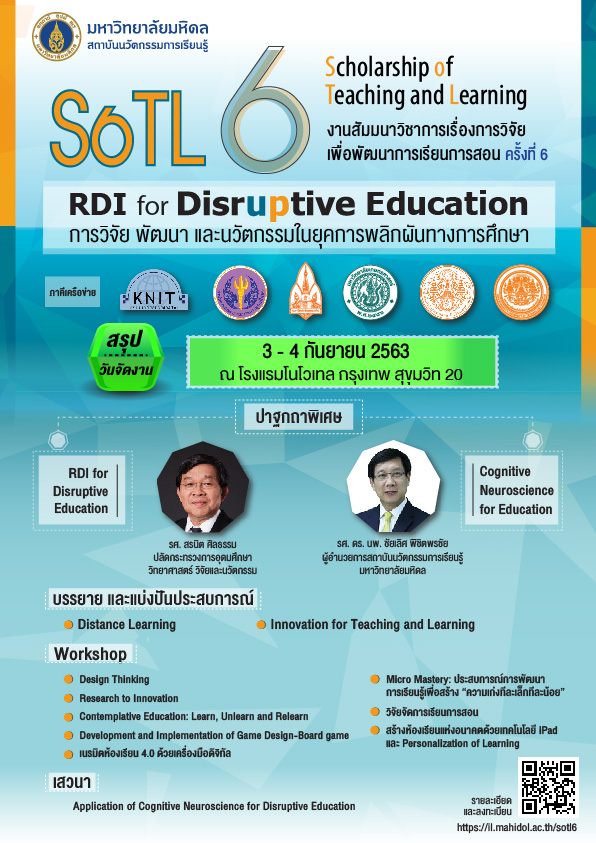 มหาวิทยาลัยมหิดล
สถาบันนวัตกรรมการเรียนรู้
SoTL 6
Scholarship of
Teaching and Learning
งานสัมมนาวิชาการเรื่องการวิจัย
เพื่อพัฒนาการเรียนการสอน ครั้งที่ 6
RDI for Disruptive Education
การวิจัย พัฒนา และนวัตกรรมในยุคการพลิกผันทางการศึกษา
ภาคีเครือข่าย
KNIT
สรุป
วันจัดงาน
3 - 4 กันยายน 2563
ณ โรงแรมโนโวเทล กรุงเทพ สุขุมวิท 20
ปาฐกถาพิเศษ
RDI for
Disruptive
Education
รศ. สรนิต ศิลธรรม
ปลัดกระทรวงการอุดมศึกษา
วิทยาศาสตร์ วิจัยและนวัตกรรม
Cognitive
Neuroscience
for Education
รศ. ดร. นพ. ชัยเลิศ พิชิตพรชัย
ผู้อำนวยการสถาบันนวัตกรรมการเรียนรู้
มหาวิทยาลัยมหิดล
บรรยาย และแบ่งปันประสบการณ์
Distance Learning
Innovation for Teaching and Learning
Workshop
Design Thinking
Research to Innovation
Contemplative Education: Learn, Unlearn and Relearn
Development and Implementation of Game Design-Board game
เนรมิตห้องเรียน 4.0 ด้วยเครื่องมือดิจิทัล
Micro Mastery: ประสบการณ์การพัฒนา
การเรียนรู้เพื่อสร้าง “ความเก่งทีละเล็กทีละน้อย”
วิจัยจัดการเรียนการสอน
สร้างห้องเรียนแห่งอนาคตด้วยเทคโนโลยี iPad
และ Personalization of Learning
เสวนา
Application of Cognitive Neuroscience for Disruptive Education
รายละเอียด
และลงทะเบียน
https://il.mahidol.ac.th/sotl6